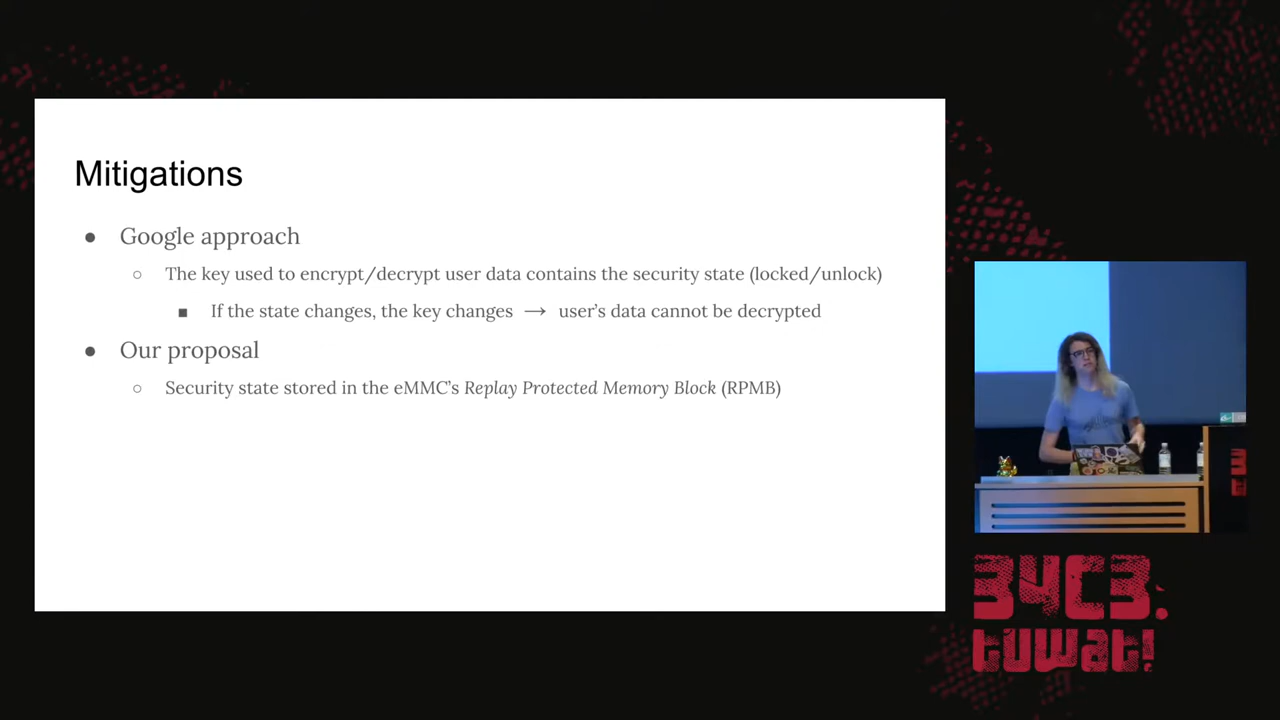 Mitigations
● Google approach
○ The key used to encrypt/decrypt user data contains the security state (locked/unlock)
■ If the state changes, the key changes → user’s data cannot be decrypted
● Our proposal
○ Security state stored in the eMMC’s Replay Protected Memory Block (RPMB)
34C3.
tuwat!